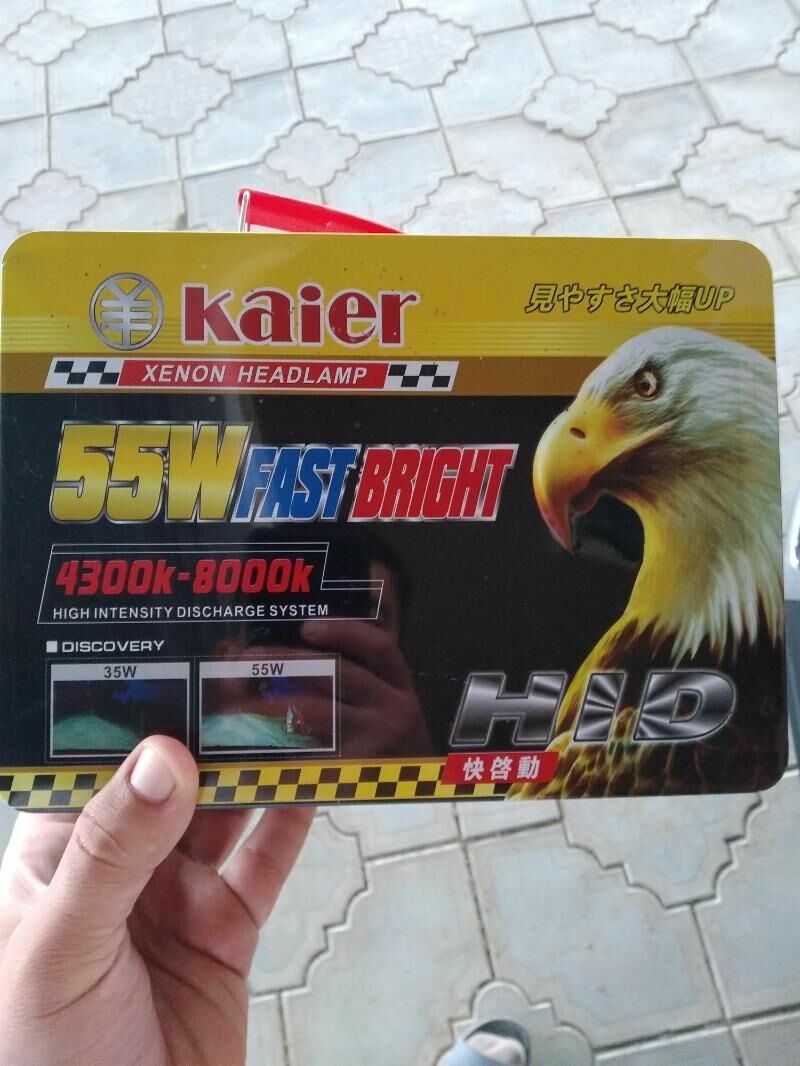 Kaier
見やすさ大幅UP
XENON HEADLAMP
55W FAST BRIGHT
4300k-8000k
HIGH INTENSITY DISCHARGE SYSTEM
DISCOVERY
35W
55W
HID
快啓動